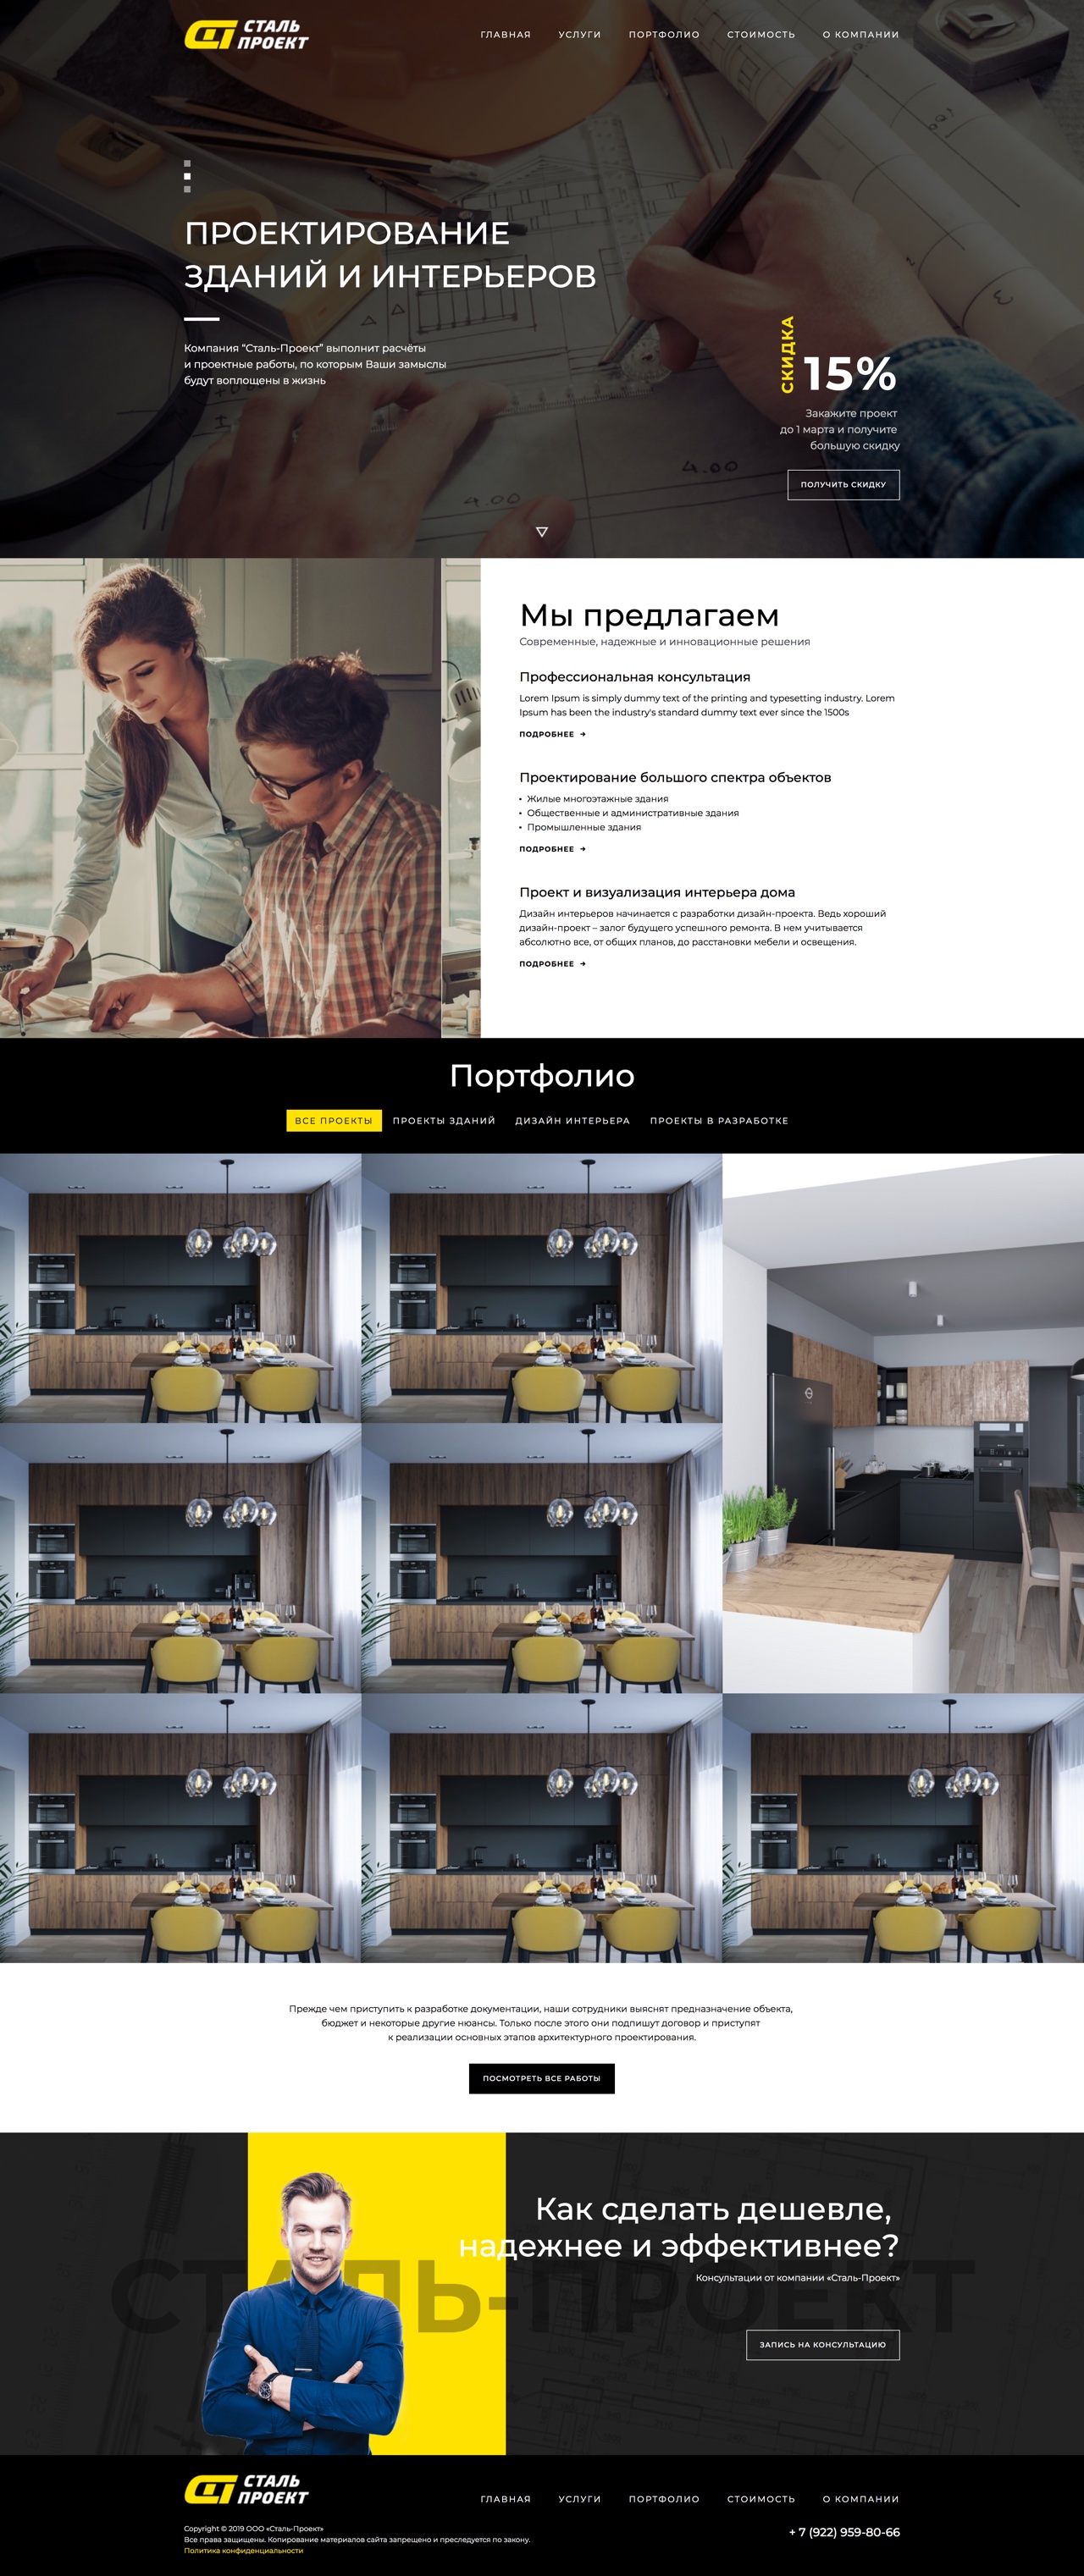 СТАЛЬ
ПРОЕКТ
ГЛАВНАЯ УСЛУГИ ПОРТФОЛИО СТОИМОСТЬ О КОМПАНИИ
ПРОЕКТИРОВАНИЕ
ЗДАНИЙ И ИНТЕРЬЕРОВ
Компания “Сталь-Проект” выполнит расчёты
и проектные работы, по которым Ваши замыслы
будут воплощены в жизнь
СКИДКА
15%
Закажите проект
до 1 марта и получите
большую скидку
4.00
4.00
ПОЛУЧИТЬ СКИДКУ
Мы предлагаем
Современные, надежные и инновационные решения
Профессиональная консультация
Lorem Ipsum is simply dummy text of the printing and typesetting industry. Lorem
Ipsum has been the industry's standard dummy text ever since the 1500s
ПОДРОБНЕЕ →
Проектирование большого спектра объектов
• Жилые многоэтажные здания
• Общественные и административные здания
• Промышленные здания
ПОДРОБНЕЕ →
Проект и визуализация интерьера дома
Дизайн интерьеров начинается с разработки дизайн-проекта. Ведь хороший
дизайн-проект – залог будущего успешного ремонта. В нем учитывается
абсолютно все, от общих планов, до расстановки мебели и освещения.
ПОДРОБНЕЕ →
Портфолио
ВСЕ ПРОЕКТЫ ПРОЕКТЫ ЗДАНИЙ ДИЗАЙН ИНТЕРЬЕРА ПРОЕКТЫ В РАЗРАБОТКЕ
Прежде чем приступить к разработке документации, наши сотрудники выяснят предназначение объекта,
бюджет и некоторые другие нюансы. Только после этого они подпишут договор и приступят
к реализации основных этапов архитектурного проектирования.
ПОСМОТРЕТЬ ВСЕ РАБОТЫ
Как сделать дешевле,
надежнее и эффективнее?
Консультации от компании «Сталь-Проект»
СТАЛЬ-ПРОЕКТ
ЗАПИСЬ НА КОНСУЛЬТАЦИЮ
СТАЛЬ
ПРОЕКТ
ГЛАВНАЯ УСЛУГИ ПОРТФОЛИО СТОИМОСТЬ О КОМПАНИИ
Copyright © 2019 ООО «Сталь-Проект»
Все права защищены. Копирование материалов сайта запрещено и преследуется по закону.
Политика конфиденциальности
+ 7 (922) 959-80-66